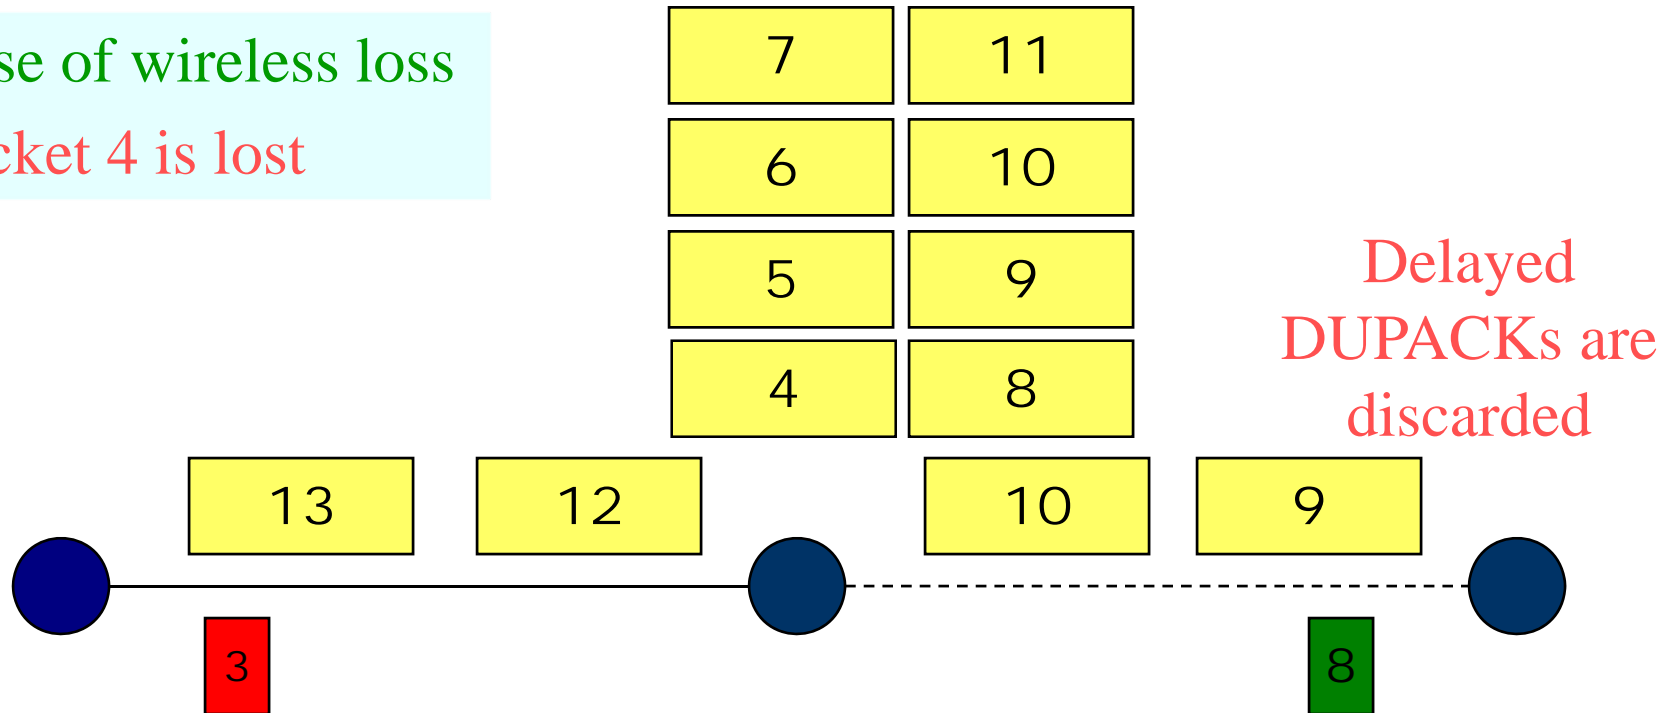 se of wireless loss
cket 4 is lost
7 11
6 10
5 9
4 8
Delayed
DUPACKs are
discarded
13 12 10 9
3 8